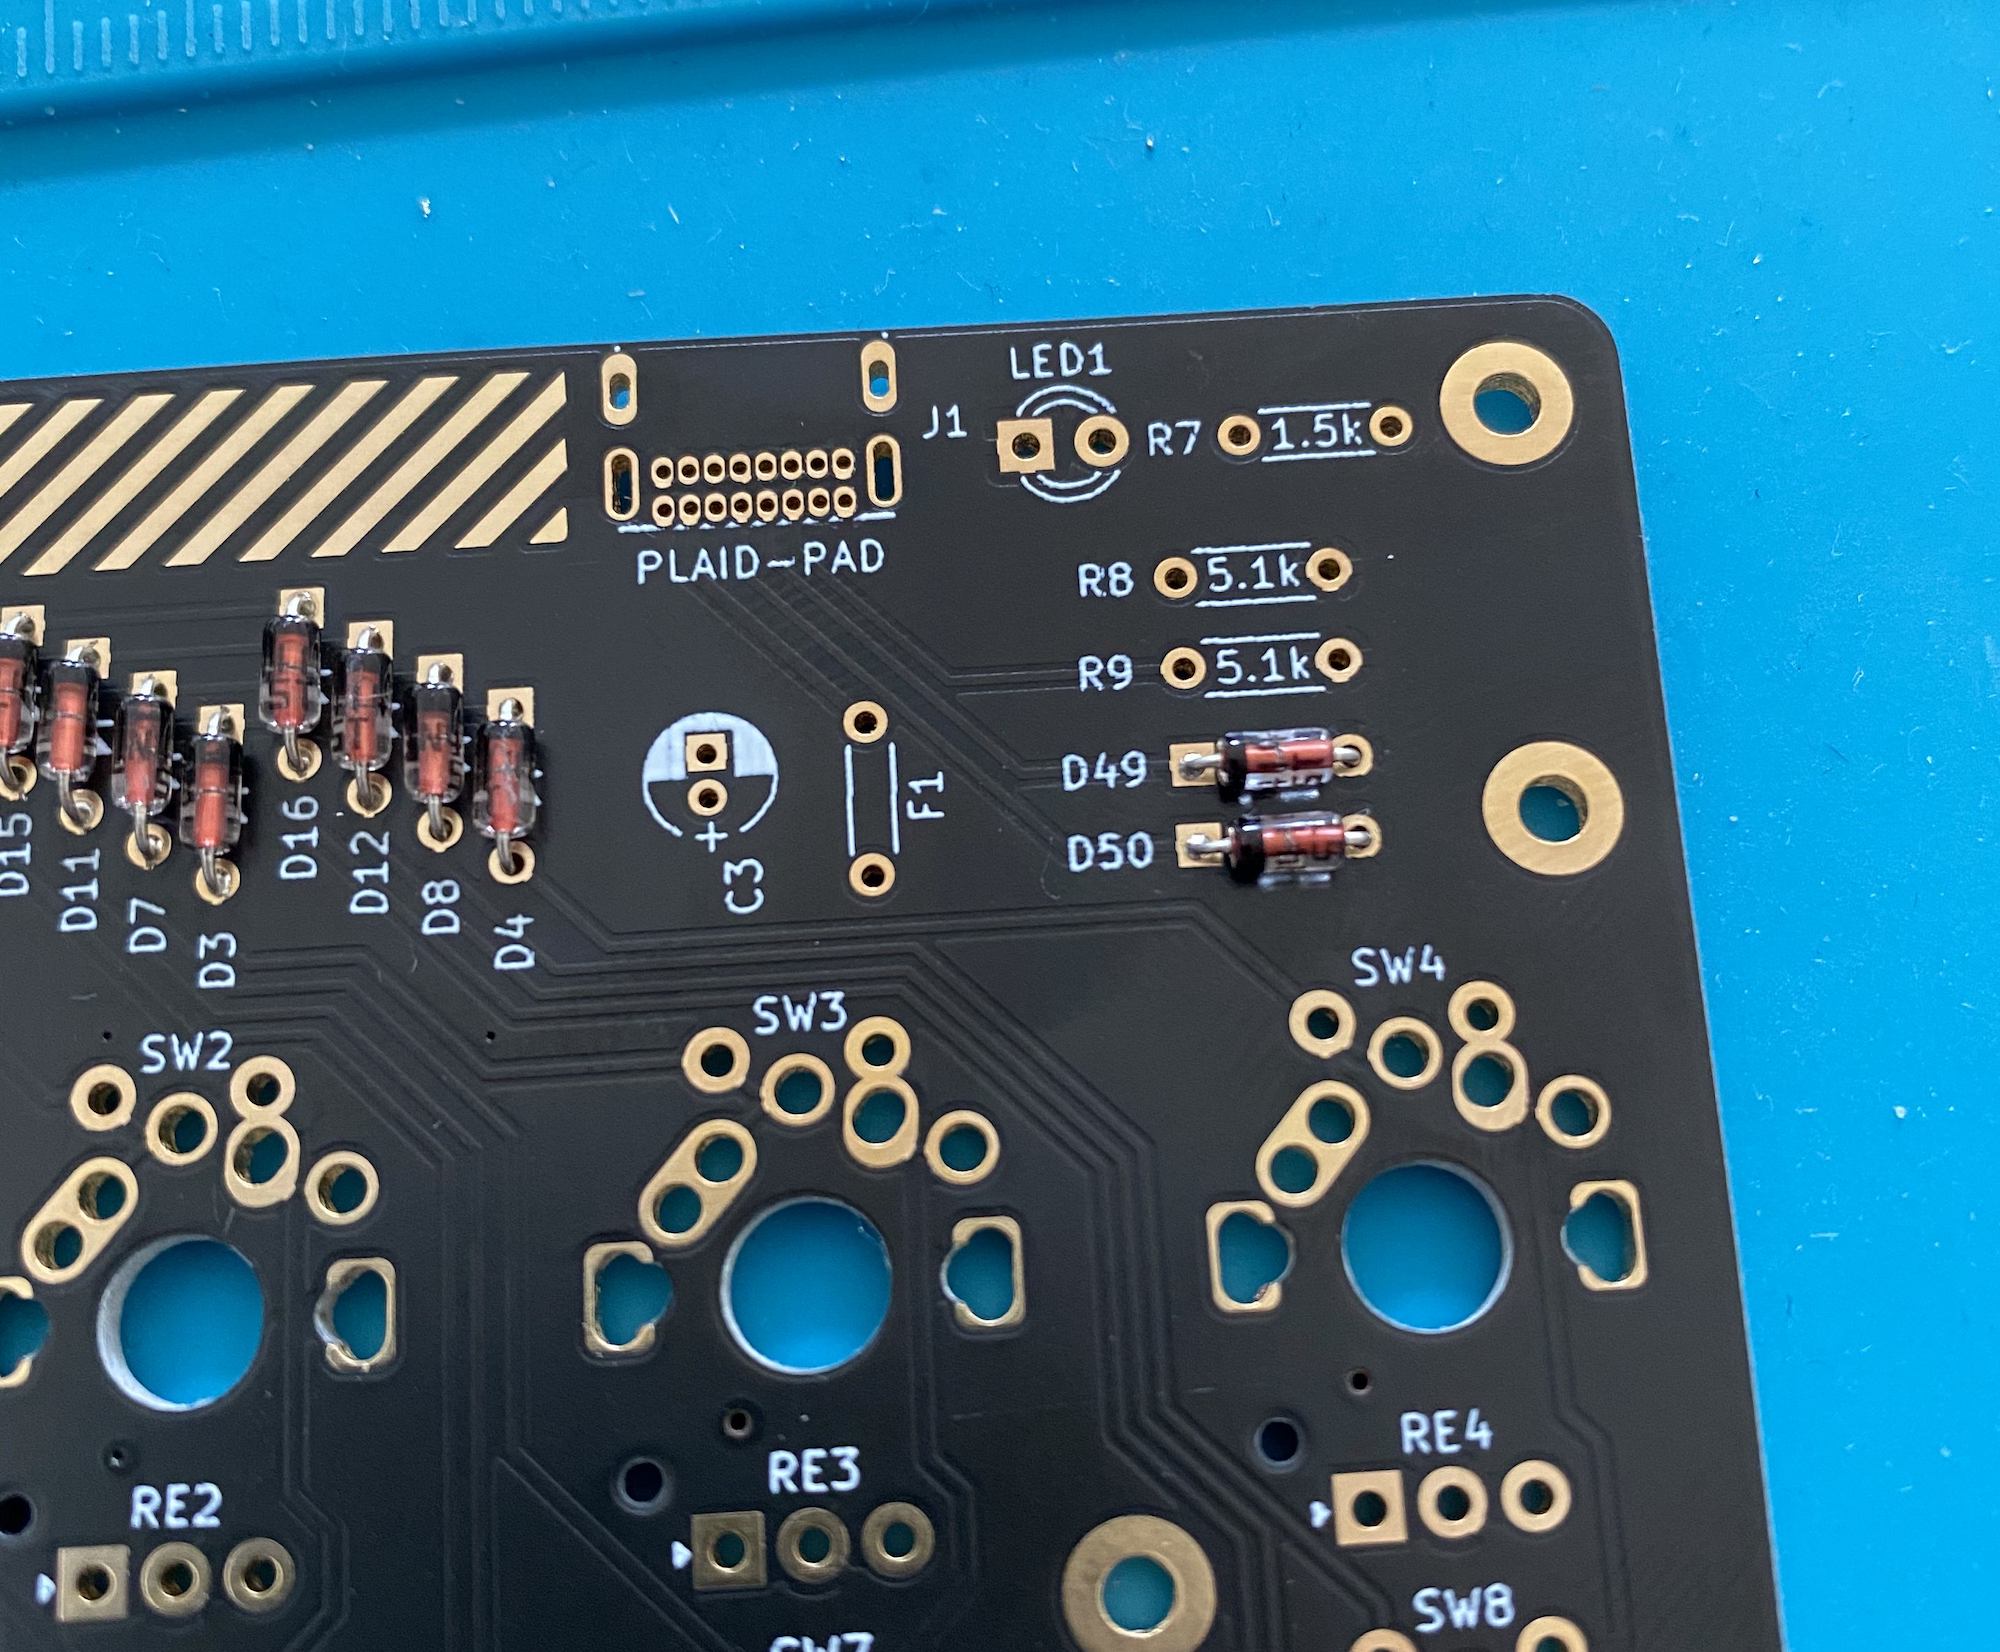 LED1
J1
R7 1.5k
PLAID-PAD
R8 5.1k
R9 5.1k
D49
D50
F1
+
C3
D15
D11
D7
D3
D16
D12
D8
D4
SW4
SW3
SW2
RE4
RE3
RE2
SW8
SW7